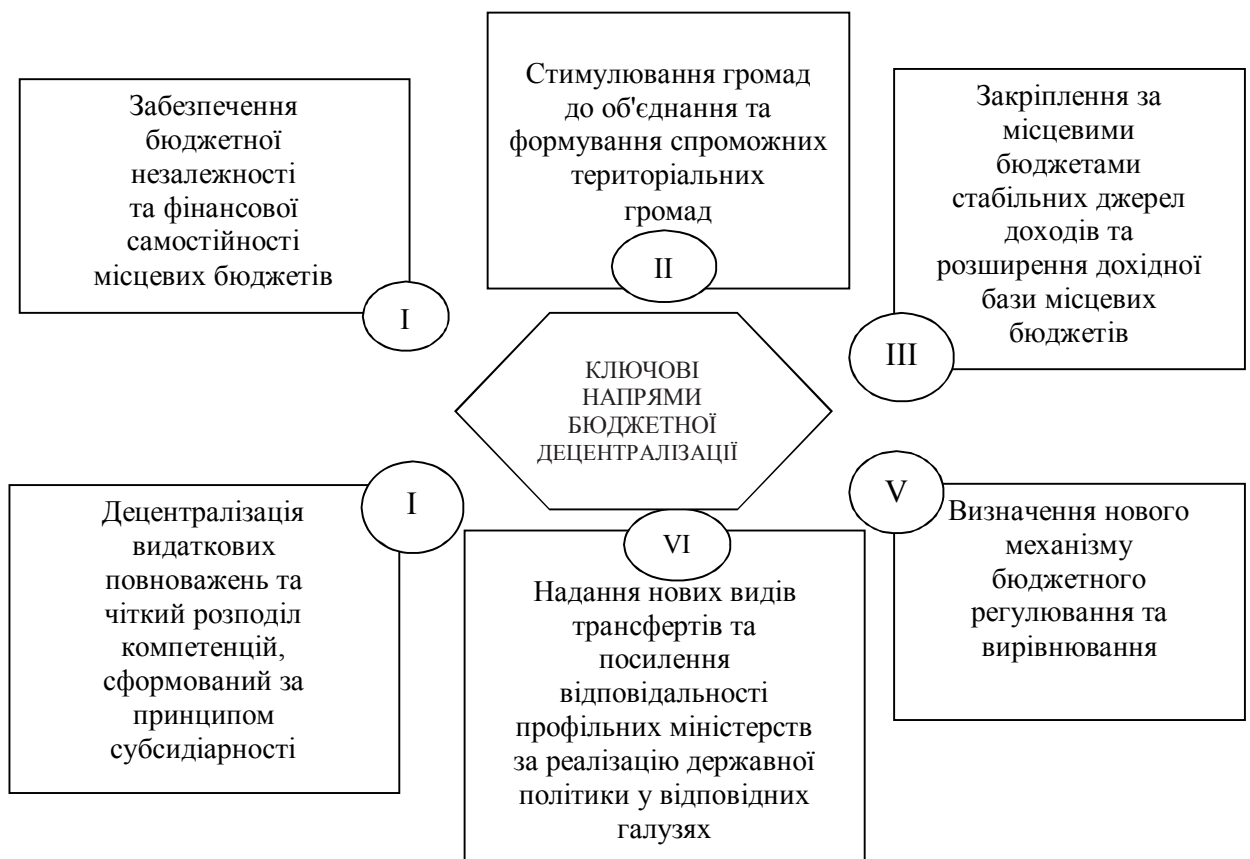 Забезпечення
бюджетної
незалежності
та фінансової
самостійності
місцевих бюджетів
I
Стимулювання громад
до об'єднання та
формування спроможних
територіальних
громад
II
Закріплення за
місцевими
бюджетами
стабільних джерел
доходів та
розширення дохідної
бази місцевих
бюджетів
III
КЛЮЧОВІ
НАПРЯМИ
БЮДЖЕТНОЇ
ДЕЦЕНТРАЛІЗАЦІЇ
I
Децентралізація
видаткових
повноважень та
чіткий розподіл
компетенцій,
сформований за
принципом
субсидіарності
VI
Надання нових видів
трансфертів та
посилення
відповідальності
профільних міністерств
за реалізацію державної
політики у відповідних
галузях
V
Визначення нового
механізму
бюджетного
регулювання та
вирівнювання